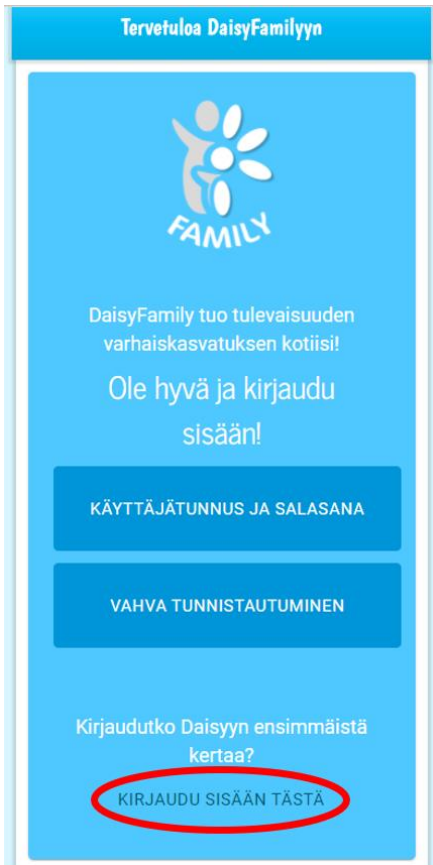 Tervetuloa DaisyFamilyyn
FAMILY
DaisyFamily tuo tulevaisuuden
varhaiskasvatuksen kotiisi!
Ole hyvä ja kirjaudu
sisään!
KÄYTTÄJÄTUNNUS JA SALASANA
VAHVA TUNNISTAUTUMINEN
Kirjaudutko Daisyyn ensimmäistä
kertaa?
KIRJAUDU SISÄÄN TÄSTÄ